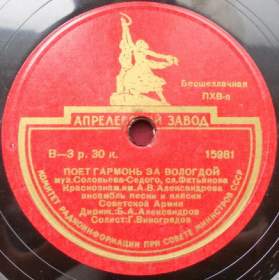 Бесшеллачная
ПХВ-п
АПРЕЛЕВСКИЙ ЗАВОД
В—3 р. 30 к.
15981
ПОЕТ ГАРМОНЬ ЗА ВОЛОГДОЙ
муз. Соловьева-Седого, сл. Фатьянова
Краснознам. им. А. В. Александрова
ансамбль песни и пляски
Советской Армии
Дириж.: Б. А. Александров
Солист: Г. Виноградов
КОМИТЕТ РАДИОИНФОРМАЦИИ ПРИ СОВЕТЕ МИНИСТРОВ СССР